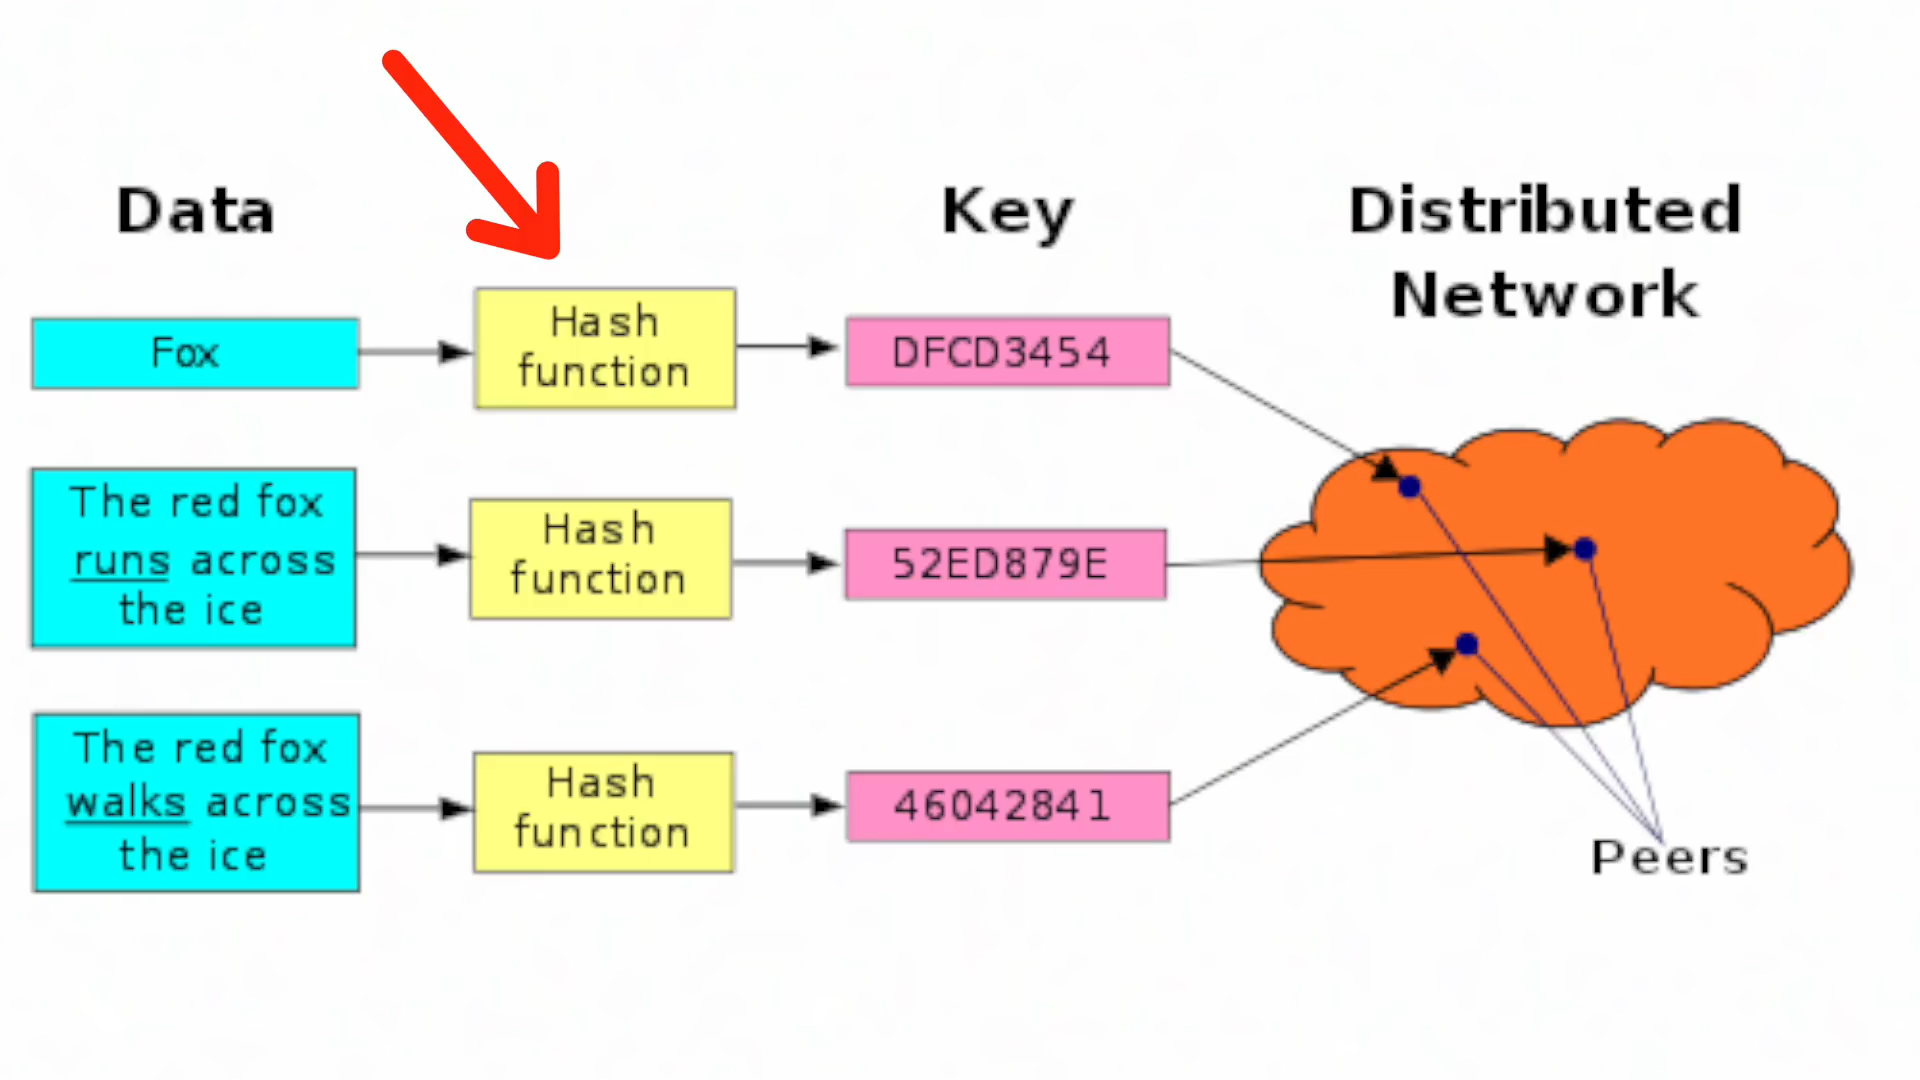 Data
Key
Distributed
Network
Fox
Hash
function
DFCD3454
The red fox
runs across
the ice
Hash
function
52ED879E
The red fox
walks across
the ice
Hash
function
46042841
Peers